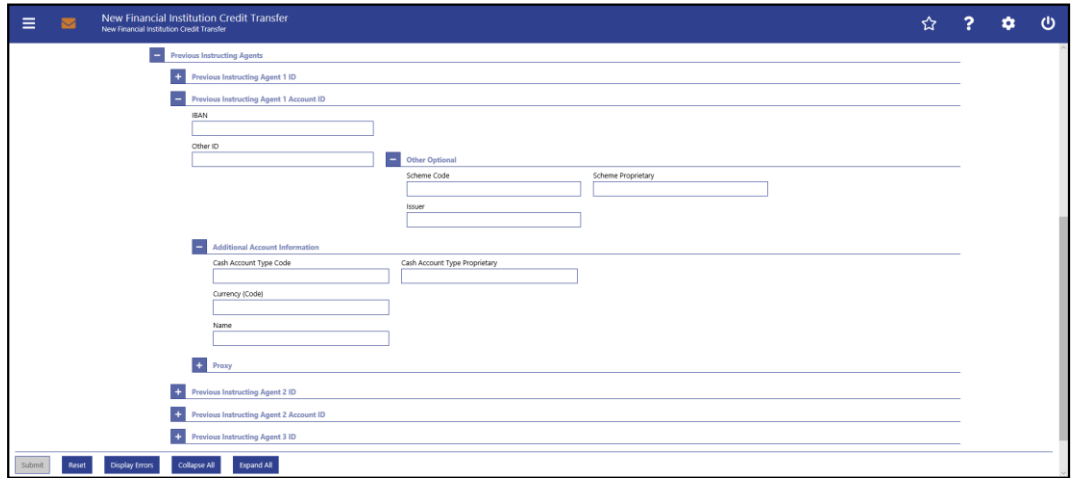 New Financial Institution Credit Transfer
New Financial Institution Credit Transfer
Previous Instructing Agents
Previous Instructing Agent 1 ID
Previous Instructing Agent 1 Account ID
IBAN
Other ID
Other Optional
Scheme Code Scheme Proprietary
Issuer
Additional Account Information
Cash Account Type Code Cash Account Type Proprietary
Currency (Code)
Name
Proxy
Previous Instructing Agent 2 ID
Previous Instructing Agent 2 Account ID
Previous Instructing Agent 3 ID
Submit Reset Display Errors Collapse All Expand All